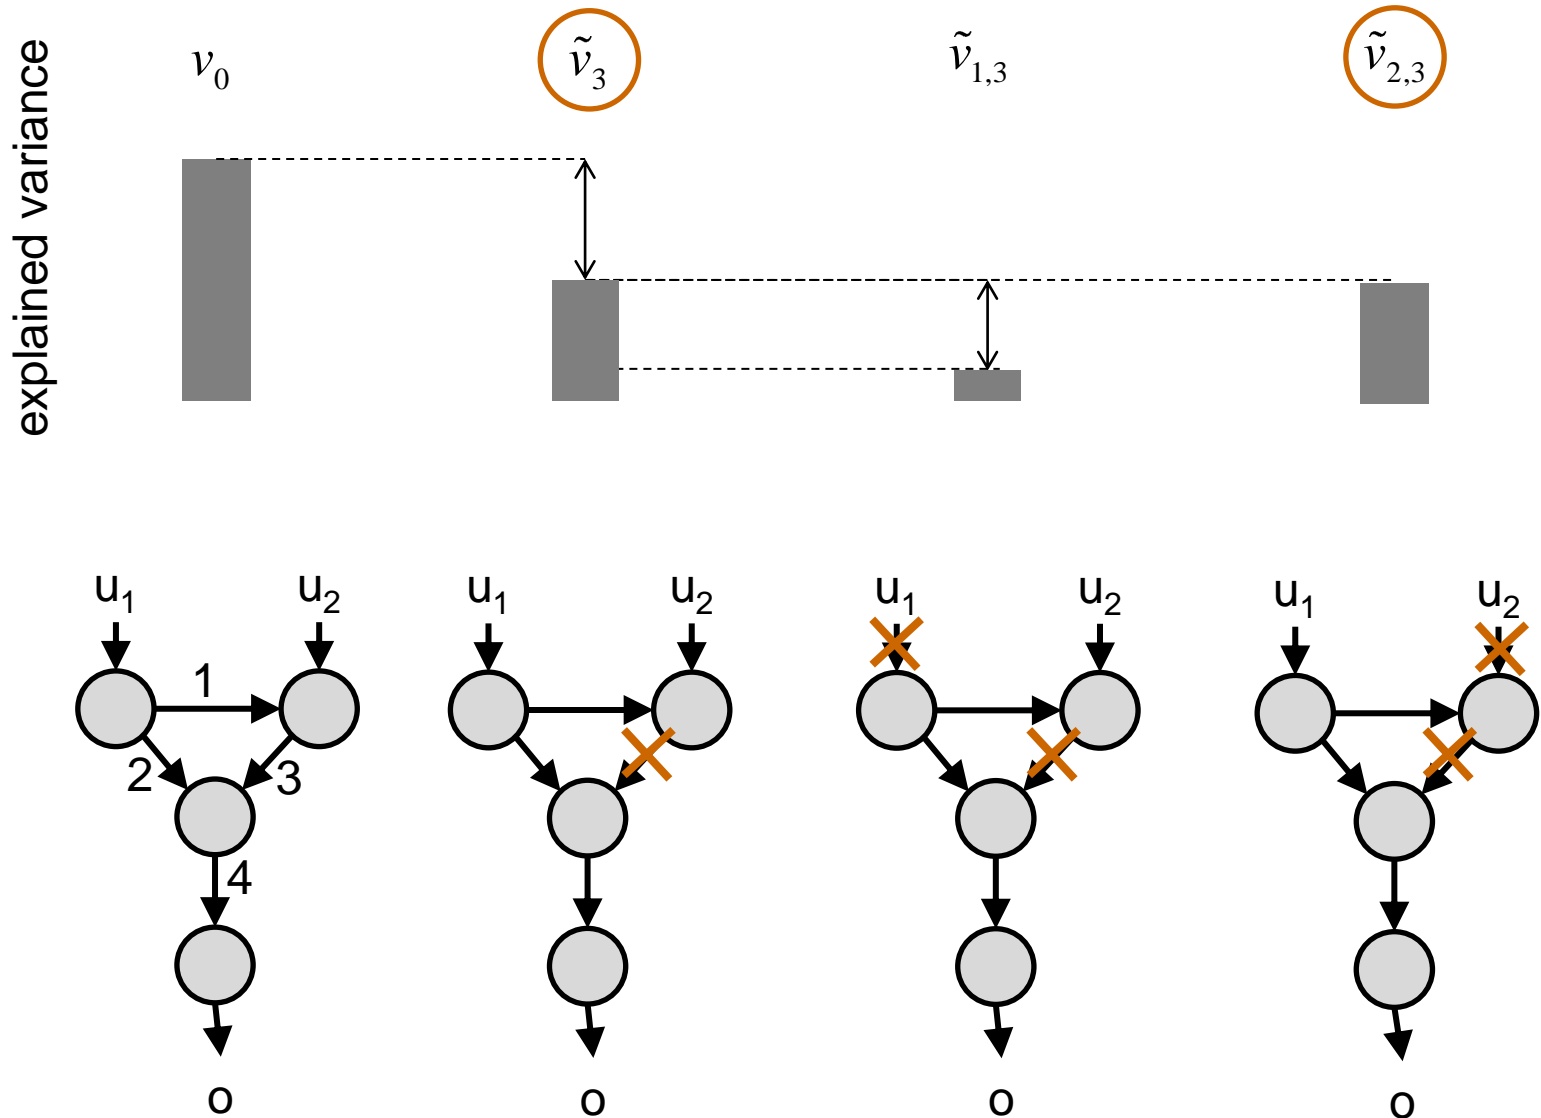 explained variance
v₀
ṽ₃
ṽ₁,₃
ṽ₂,₃
u₁ u₂ u₁ u₂ u₁ u₂ u₁ u₂
1
2 3
4
o o o o